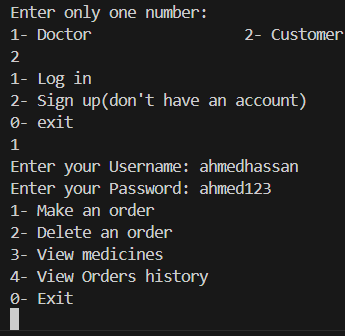 Enter only one number:
1- Doctor 2- Customer
2
1- Log in
2- Sign up(don't have an account)
0- exit
1
Enter your Username: ahmedhassan
Enter your Password: ahmed123
1- Make an order
2- Delete an order
3- View medicines
4- View Orders history
0- Exit